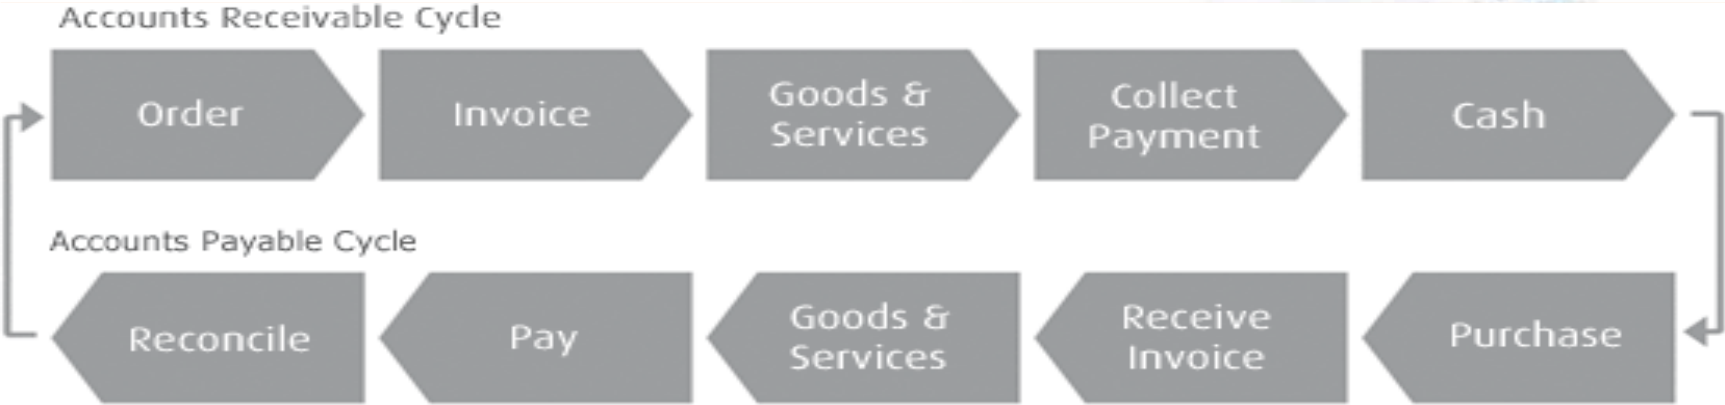 Accounts Receivable Cycle
Order
Invoice
Goods &
Services
Collect
Payment
Cash
Accounts Payable Cycle
Reconcile
Pay
Goods &
Services
Receive
Invoice
Purchase